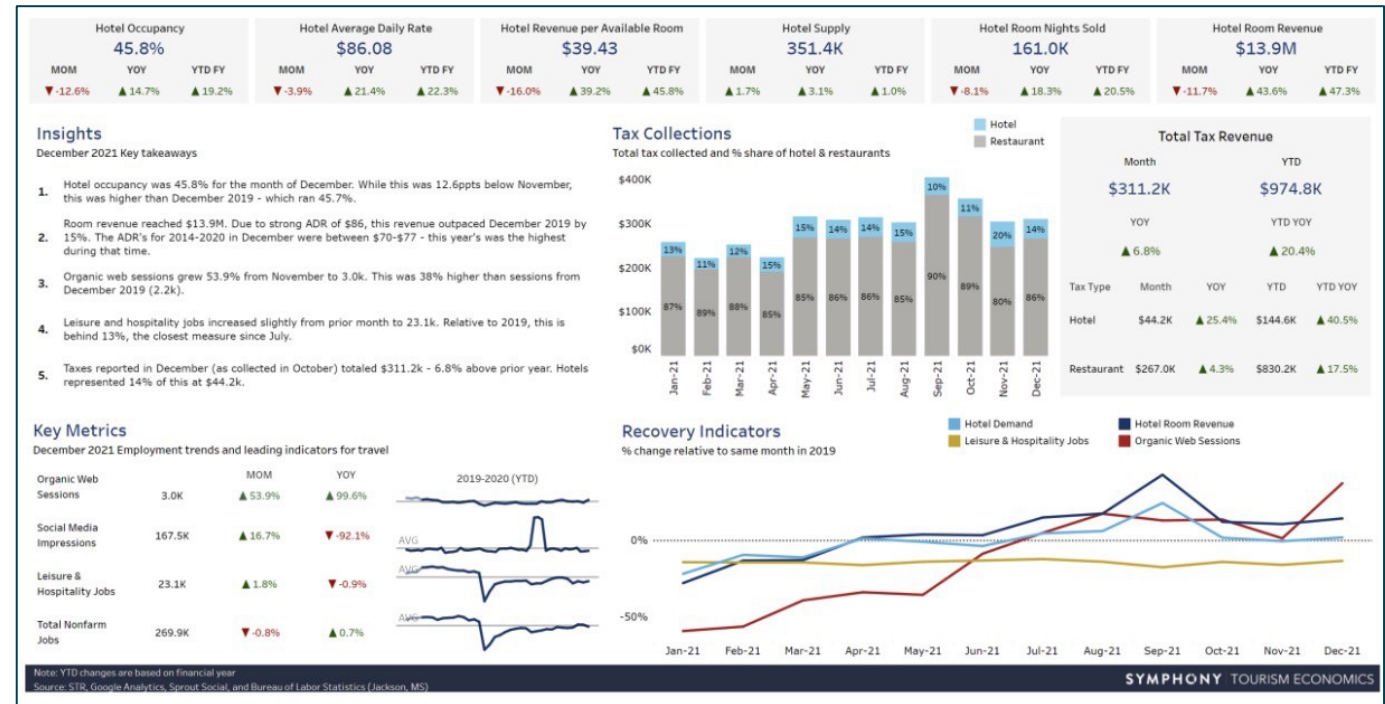 Hotel Occupancy
45.8%
MOM YOY YTD FY
▼-12.6% ▲14.7% ▲19.2%
Hotel Average Daily Rate
$86.08
MOM YOY YTD FY
▼-3.9% ▲21.4% ▲22.3%
Hotel Revenue per Available Room
$39.43
MOM YOY YTD FY
▼-16.0% ▲39.2% ▲45.8%
Hotel Supply
351.4K
MOM YOY YTD FY
▲1.7% ▲3.1% ▲1.0%
Hotel Room Nights Sold
161.0K
MOM YOY YTD FY
▼-8.1% ▲18.3% ▲20.5%
Hotel Room Revenue
$13.9M
MOM YOY YTD FY
▼-11.7% ▲43.6% ▲47.3%
Insights
December 2021 Key takeaways
1. Hotel occupancy was 45.8% for the month of December. While this was 12.6ppts below November,
this was higher than December 2019 - which ran 45.7%.
2. Room revenue reached $13.9M. Due to strong ADR of $86, this revenue outpaced December 2019 by
15%. The ADR's for 2014-2020 in December were between $70-$77 - this year's was the highest
during that time.
3. Organic web sessions grew 53.9% from November to 3.0k. This was 38% higher than sessions from
December 2019 (2.2k).
4. Leisure and hospitality jobs increased slightly from prior month to 23.1k. Relative to 2019, this is
behind 13%, the closest measure since July.
5. Taxes reported in December (as collected in October) totaled $311.2k - 6.8% above prior year. Hotels
represented 14% of this at $44.2k.
Tax Collections
Total tax collected and % share of hotel & restaurants
Hotel
Restaurant
$400K
$300K
$200K
$100K
$0K
13% 11% 12% 15% 15% 14% 14% 15% 10% 11% 20% 14%
87% 89% 88% 85% 85% 86% 86% 85% 90% 89% 80% 86%
Jan-21 Feb-21 Mar-21 Apr-21 May-21 Jun-21 Jul-21 Aug-21 Sep-21 Oct-21 Nov-21 Dec-21
Total Tax Revenue
Month YTD
$311.2K $974.8K
YOY YTD YOY
▲6.8% ▲20.4%
Tax Type Month YOY YTD YTD YOY
Hotel $44.2K ▲25.4% $144.6K ▲40.5%
Restaurant $267.0K ▲4.3% $830.2K ▲17.5%
Key Metrics
December 2021 Employment trends and leading indicators for travel
MOM YOY 2019-2020 (YTD)
Organic Web
Sessions 3.0K ▲53.9% ▲99.6%
Social Media
Impressions 167.5K ▲16.7% ▼-92.1% AVG
Leisure &
Hospitality Jobs 23.1K ▲1.8% ▼-0.9% AVG
Total Nonfarm
Jobs 269.9K ▼-0.8% ▲0.7% AVG
Recovery Indicators
% change relative to same month in 2019
Hotel Demand
Hotel Room Revenue
Leisure & Hospitality Jobs
Organic Web Sessions
0%
-50%
Jan-21 Feb-21 Mar-21 Apr-21 May-21 Jun-21 Jul-21 Aug-21 Sep-21 Oct-21 Nov-21 Dec-21
Note: YTD changes are based on financial year
Source: STR, Google Analytics, Sprout Social, and Bureau of Labor Statistics (Jackson, MS)
SYMPHONY TOURISM ECONOMICS